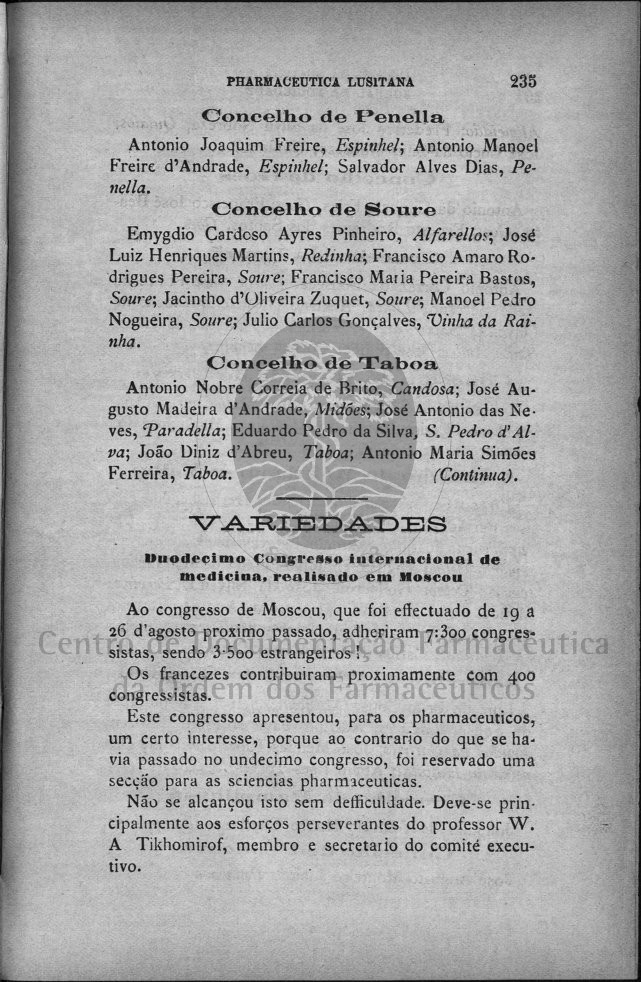 PHARMACEUTICA LUSITANA 235
Concelho de Penella
Antonio Joaquim Freire, Espinhel; Antonio Manoel
Freire d'Andrade, Espinhel; Salvador Alves Dias, Pe-
nella.
Concelho de Soure
Emygdio Cardoso Ayres Pinheiro, Alfarellos; José
Luiz Henriques Martins, Redinha; Francisco Amaro Ro-
drigues Pereira, Soure; Francisco Maria Pereira Bastos,
Soure; Jacintho d'Oliveira Zuquet, Soure; Manoel Pedro
Nogueira, Soure; Julio Carlos Gonçalves, Vinha da Rai-
nha.
Concelho de Taboa
Antonio Nobre Correia de Brito, Candosa; José Au-
gusto Madeira d'Andrade, Midões; José Antonio das Ne-
ves, Paradella; Eduardo Pedro da Silva, S. Pedro d'Al-
va; João Diniz d'Abreu, Taboa; Antonio Maria Simões
Ferreira, Taboa. (Continua).
VARIEDADES
Duodecimo Congresso internacional de
medicina, realisado em Moscou
Ao congresso de Moscou, que foi effectuado de 19 a
26 d'agosto proximo passado, adheriram 7:300 congres-
sistas, sendo 3:500 estrangeiros!
Os francezes contribuiram proximamente com 400
congressistas.
Este congresso apresentou, para os pharmaceuticos,
um certo interesse, porque ao contrario do que se ha-
via passado no undecimo congresso, foi reservado uma
secção para as sciencias pharmaceuticas.
Não se alcançou isto sem defficuldade. Deve-se prin-
cipalmente aos esforços perseverantes do professor W.
A Tikhomirof, membro e secretario do comité execu-
tivo.
Centro de Documentação Farmacêutica
da Ordem dos Farmacêuticos